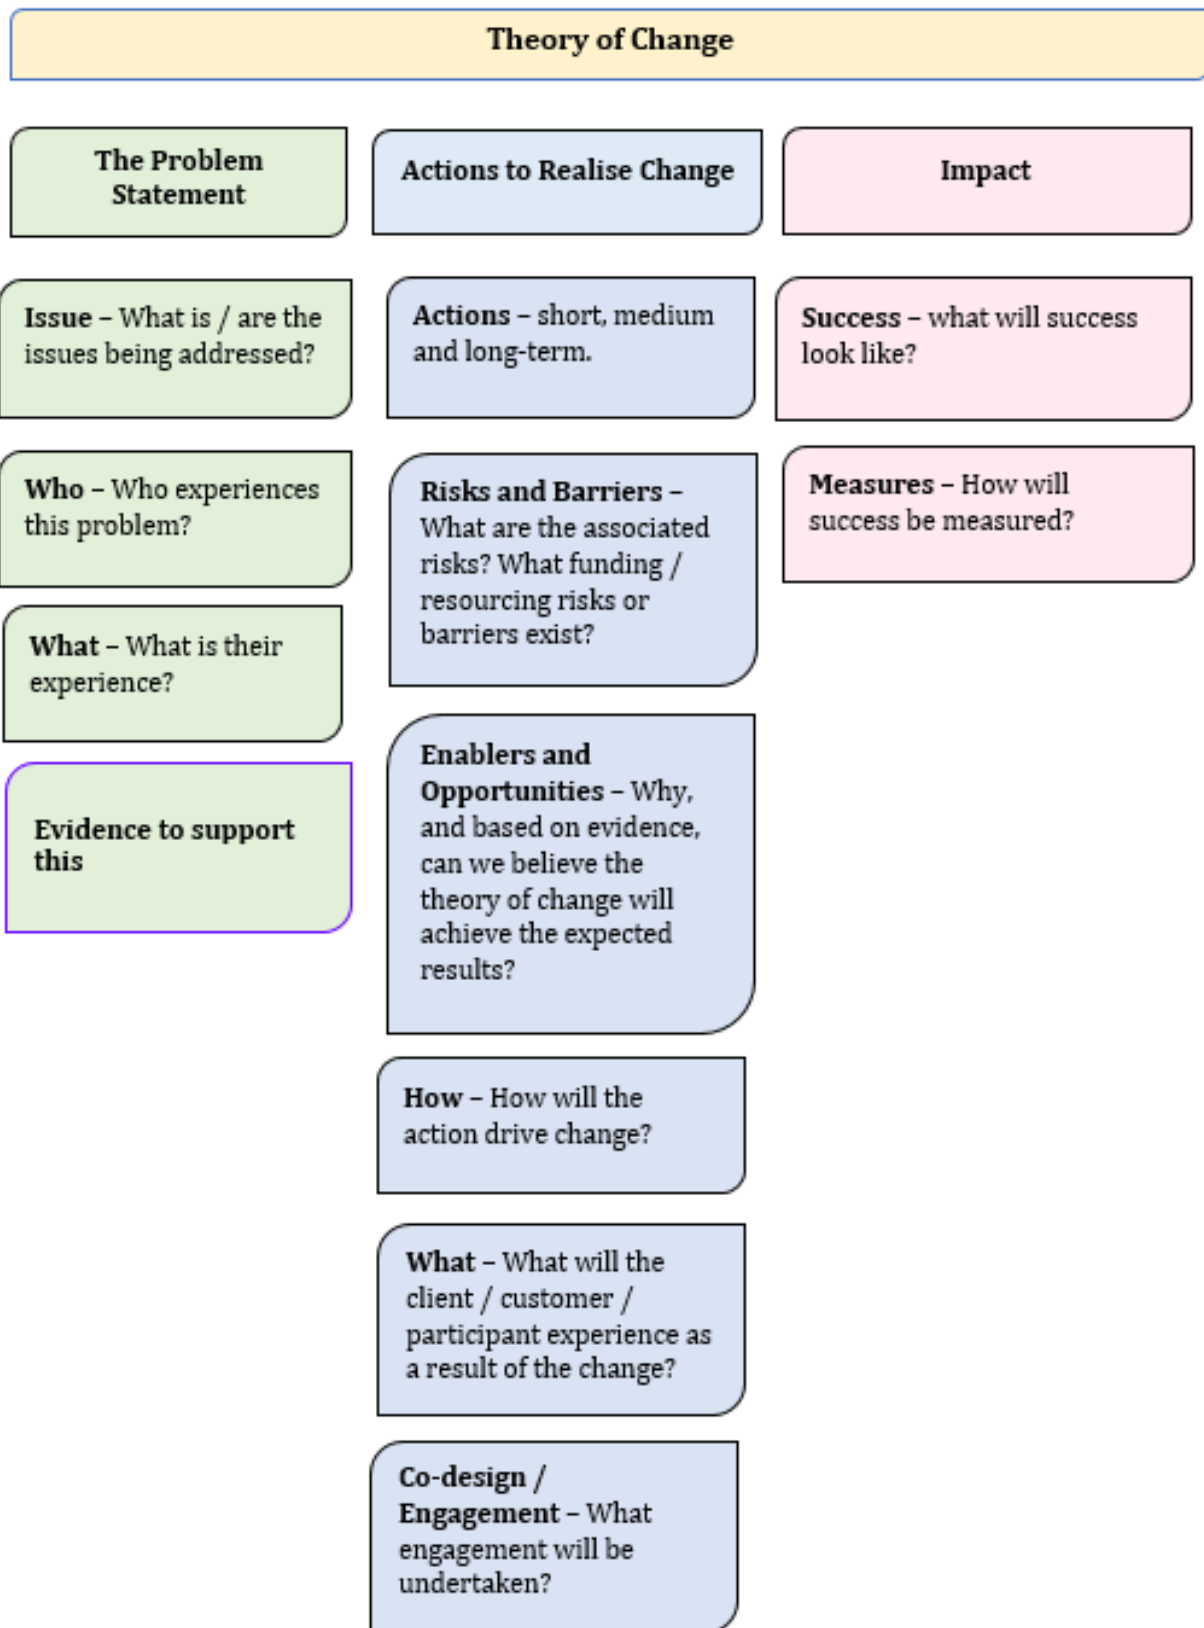 Theory of Change
The Problem
Statement
Issue – What is / are the
issues being addressed?
Who – Who experiences
this problem?
What – What is their
experience?
Evidence to support
this
Actions to Realise Change
Actions – short, medium
and long-term.
Risks and Barriers –
What are the associated
risks? What funding /
resourcing risks or
barriers exist?
Enablers and
Opportunities – Why,
and based on evidence,
can we believe the
theory of change will
achieve the expected
results?
How – How will the
action drive change?
What – What will the
client / customer /
participant experience as
a result of the change?
Co-design /
Engagement – What
engagement will be
undertaken?
Impact
Success – what will success
look like?
Measures – How will
success be measured?